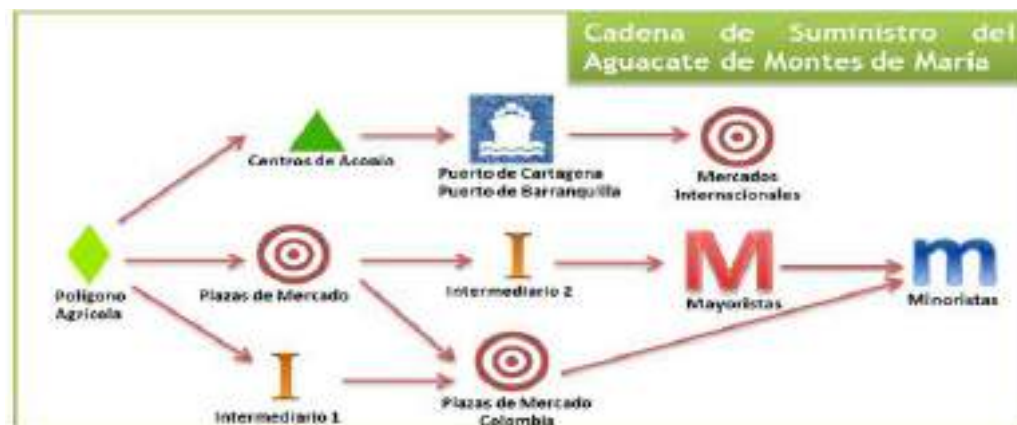 Cadena de Suministro del
Aguacate de Montes de María
Centros de Acopio
Puerto de Cartagena
Puerto de Barranquilla
Mercados
Internacionales
Polígono
Agrícola
Plazas de Mercado
I
Intermediario 2
M
Mayoristas
m
Minoristas
I
Intermediario 1
Plazas de Mercado
Colombia